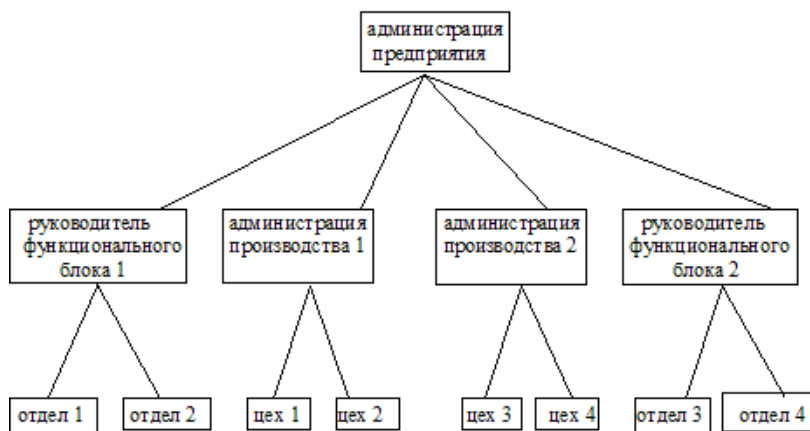 администрация
предприятия
руководитель
функционального
блока 1
администрация
производства 1
администрация
производства 2
руководитель
функционального
блока 2
отдел 1
отдел 2
цех 1
цех 2
цех 3
цех 4
отдел 3
отдел 4